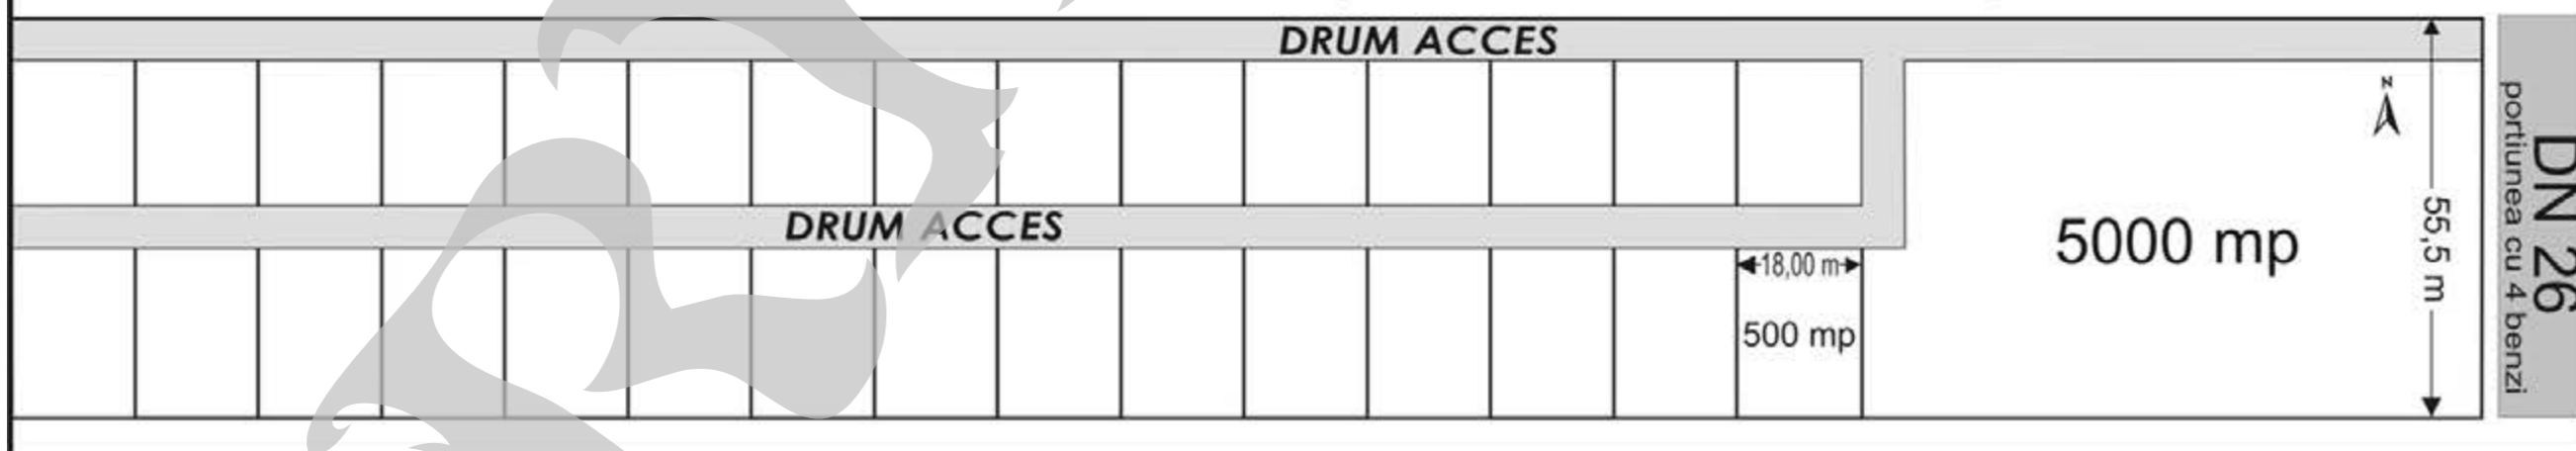 DRUM ACCES
DRUM ACCES
18,00 m
500 mp
5000 mp
N
55,5 m
DN 26
portiunea cu 4 benzi